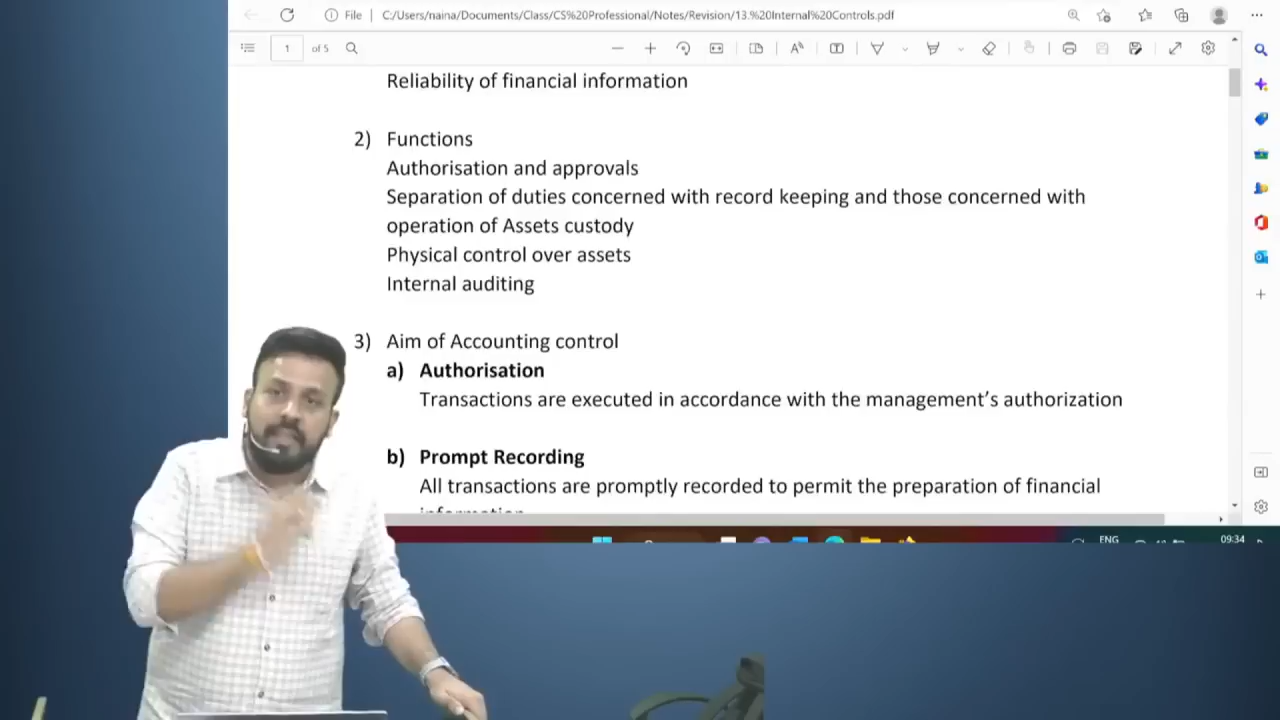 File C:/Users/naina/Documents/Class/CS%20Professional/Notes/Revision/13.%20Internal%20Controls.pdf
1 of 5
Reliability of financial information
2) Functions
Authorisation and approvals
Separation of duties concerned with record keeping and those concerned with
operation of Assets custody
Physical control over assets
Internal auditing
3) Aim of Accounting control
a) Authorisation
Transactions are executed in accordance with the management's authorization
b) Prompt Recording
All transactions are promptly recorded to permit the preparation of financial
ENG
09:34